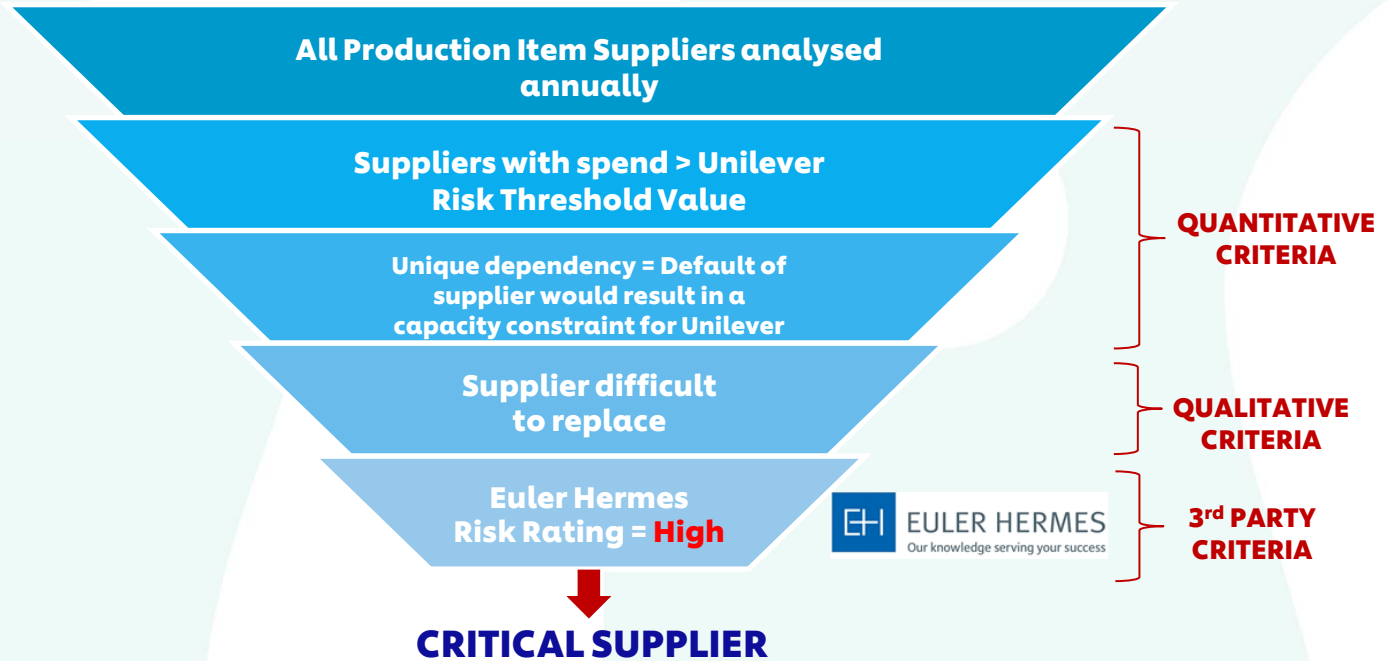 All Production Item Suppliers analysed
annually
Suppliers with spend > Unilever
Risk Threshold Value
QUANTITATIVE
CRITERIA
Unique dependency = Default of
supplier would result in a
capacity constraint for Unilever
Supplier difficult
to replace
QUALITATIVE
CRITERIA
Euler Hermes
Risk Rating = High
EH EULER HERMES
Our knowledge serving your success
3rd PARTY
CRITERIA
CRITICAL SUPPLIER